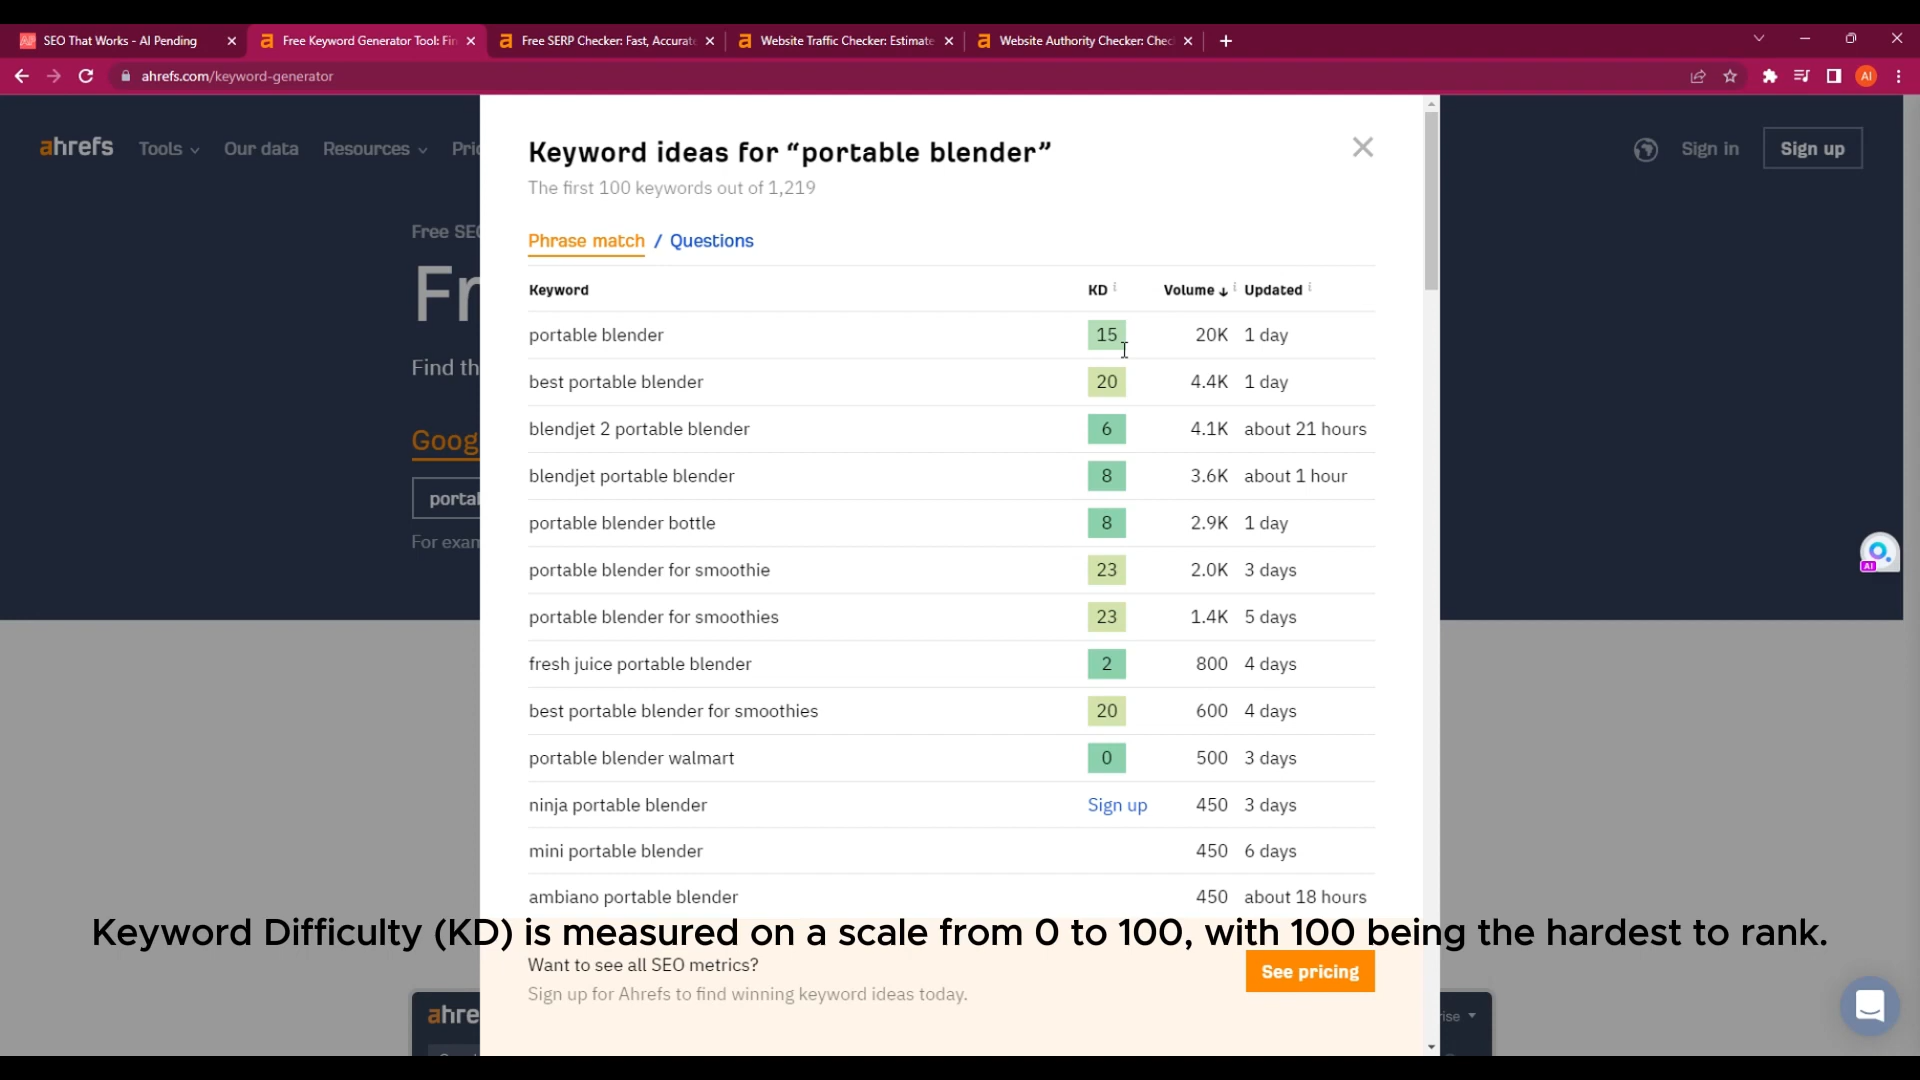 SEO That Works - AI Pending
Free Keyword Generator Tool: Fin
Free SERP Checker: Fast, Accurate
Website Traffic Checker: Estimate
Website Authority Checker: Chec
ahrefs.com/keyword-generator
AI
ahrefs Tools Our data Resources Pric
Sign in Sign up
Keyword ideas for “portable blender”
The first 100 keywords out of 1,219
Free SEO
Phrase match / Questions
Fr
Keyword KD Volume ↓ Updated
portable blender 15 20K 1 day
Find th
best portable blender 20 4.4K 1 day
blendjet 2 portable blender 6 4.1K about 21 hours
Goog
blendjet portable blender 8 3.6K about 1 hour
portal
portable blender bottle 8 2.9K 1 day
For exam
portable blender for smoothie 23 2.0K 3 days
AI
portable blender for smoothies 23 1.4K 5 days
fresh juice portable blender 2 800 4 days
best portable blender for smoothies 20 600 4 days
portable blender walmart 0 500 3 days
ninja portable blender Sign up 450 3 days
mini portable blender 450 6 days
ambiano portable blender 450 about 18 hours
Keyword Difficulty (KD) is measured on a scale from 0 to 100, with 100 being the hardest to rank.
Want to see all SEO metrics?
See pricing
Sign up for Ahrefs to find winning keyword ideas today.
ahre
rise